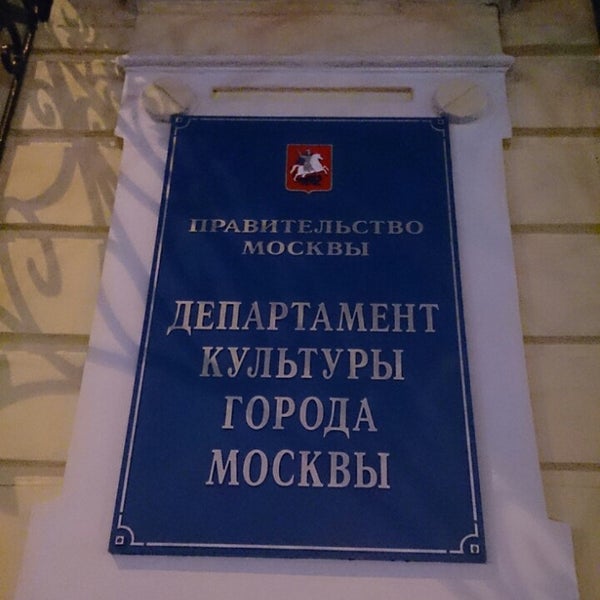 ПРАВИТЕЛЬСТВО
МОСКВЫ
ДЕПАРТАМЕНТ
КУЛЬТУРЫ
ГОРОДА
МОСКВЫ